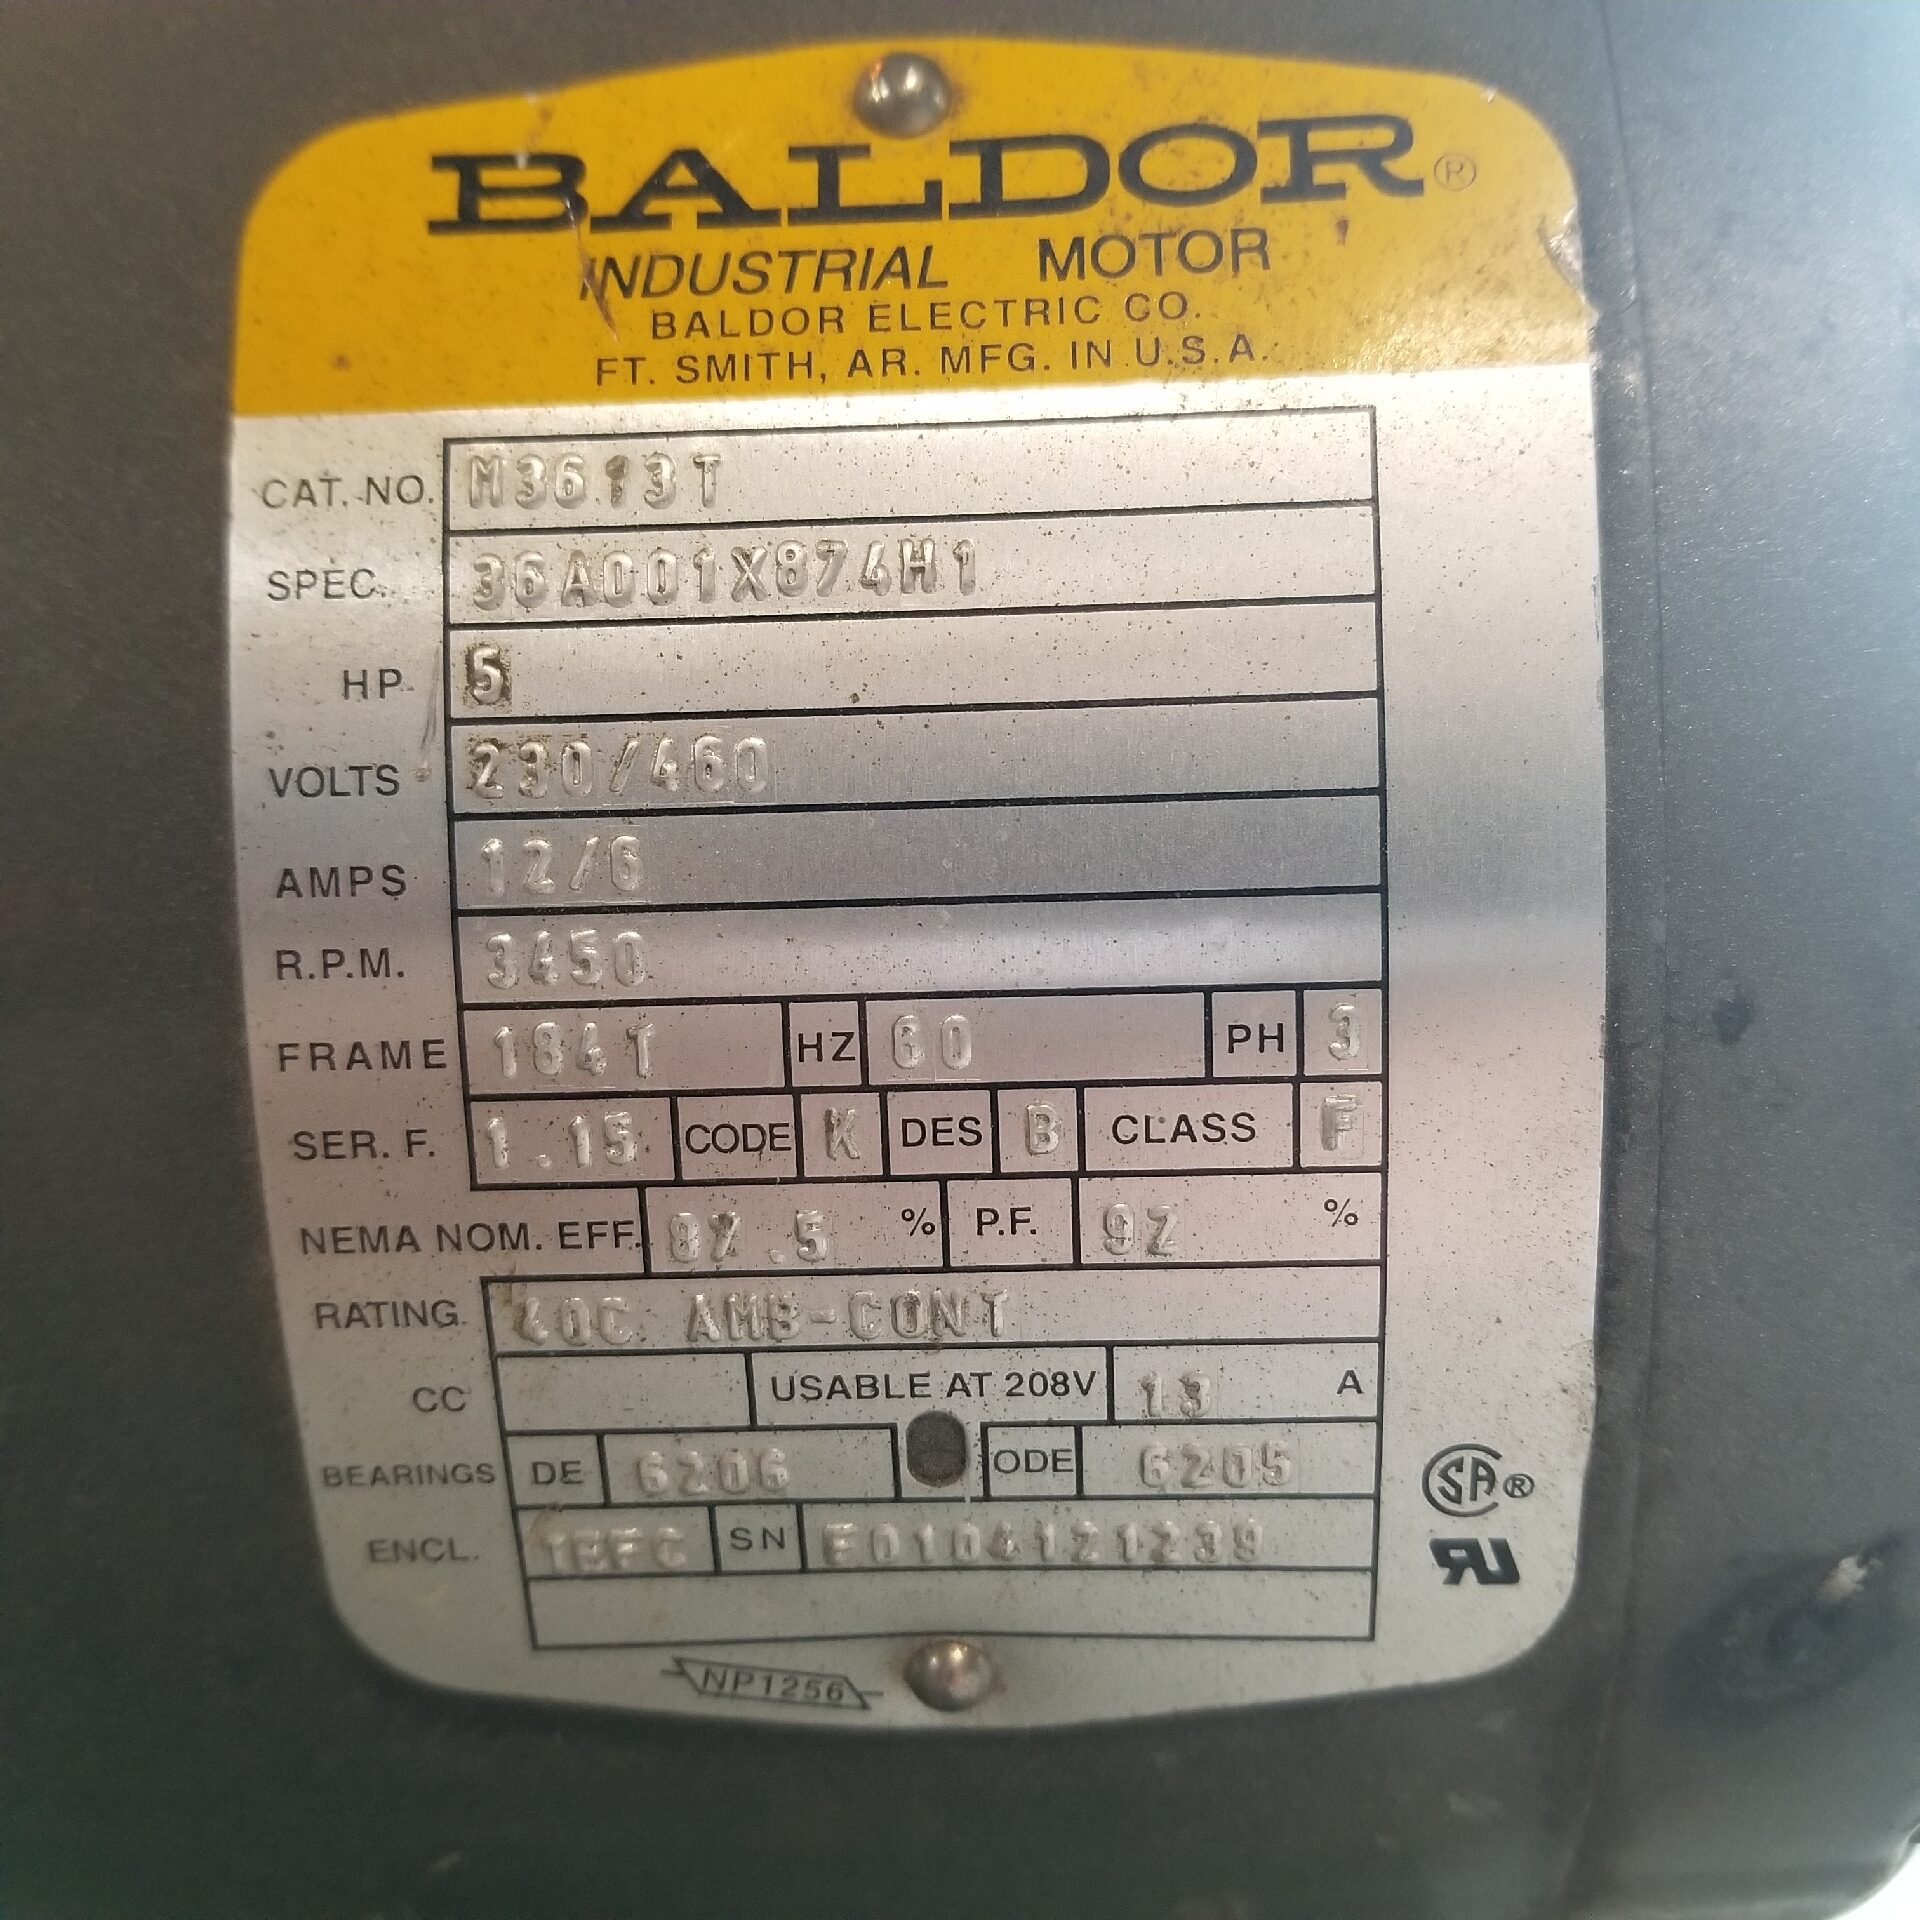 BALDOR®
INDUSTRIAL MOTOR
BALDOR ELECTRIC CO.
FT. SMITH, AR. MFG. IN U.S.A.
CAT. NO. M3613T
SPEC. 36A001X874H1
HP 5
VOLTS 230/460
AMPS 12/6
R.P.M. 3450
FRAME 184T HZ 60 PH 3
SER. F. 1.15 CODE K DES B CLASS F
NEMA NOM. EFF. 87.5 % P.F. 92 %
RATING 40C AMB-CONT
CC USABLE AT 208V 13 A
BEARINGS DE 6206 ODE 6205
ENCL. TEFC SN F0104121239
SA®
RU
NP1256